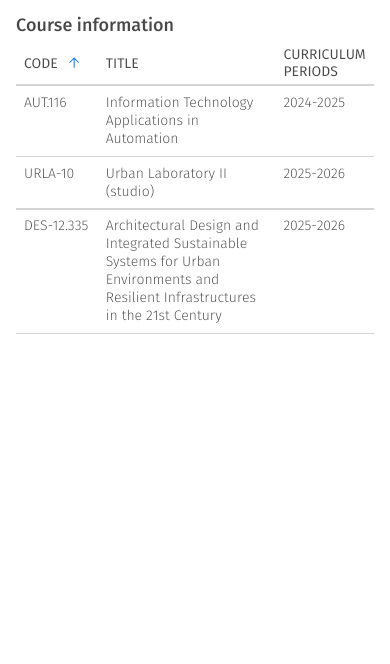 Course information
CODE ↑ TITLE CURRICULUM PERIODS
AUT.116 Information Technology 2024-2025
Applications in
Automation
URLA-10 Urban Laboratory II 2025-2026
(studio)
DES-12.335 Architectural Design and 2025-2026
Integrated Sustainable
Systems for Urban
Environments and
Resilient Infrastructures
in the 21st Century